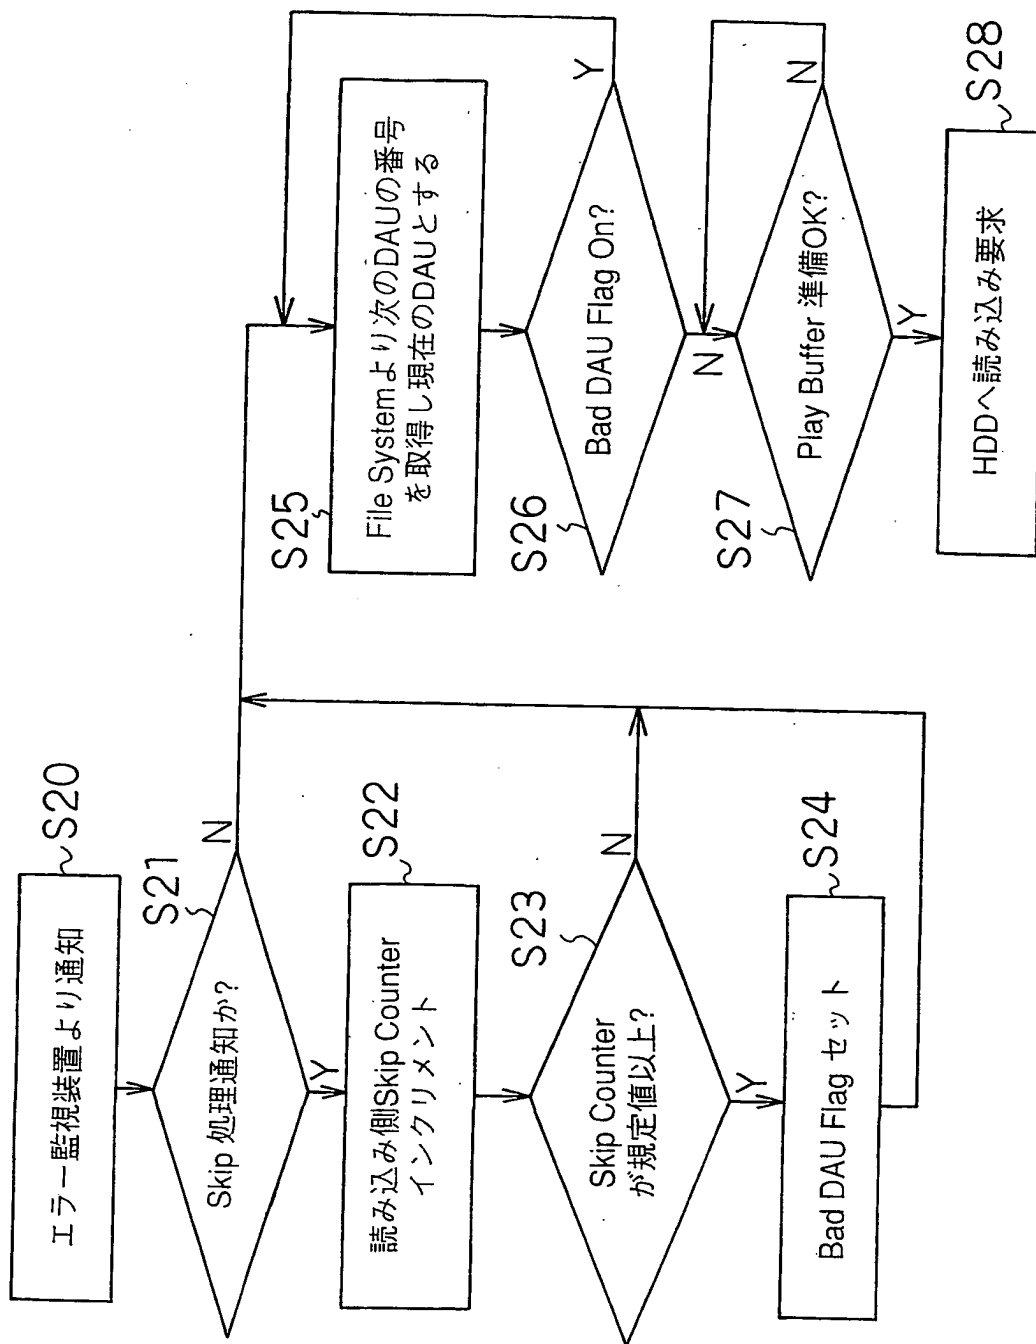 エラー監視装置より通知
S20
Skip 処理通知か?
S21
N
Y
読み込み側Skip Counter
インクリメント
S22
Skip Counter
が規定値以上?
S23
N
Y
Bad DAU Flag セット
S24
File Systemより次のDAUの番号
を取得し現在のDAUとする
S25
Bad DAU Flag On?
S26
Y
N
Play Buffer 準備OK?
S27
N
Y
HDDへ読み込み要求
S28